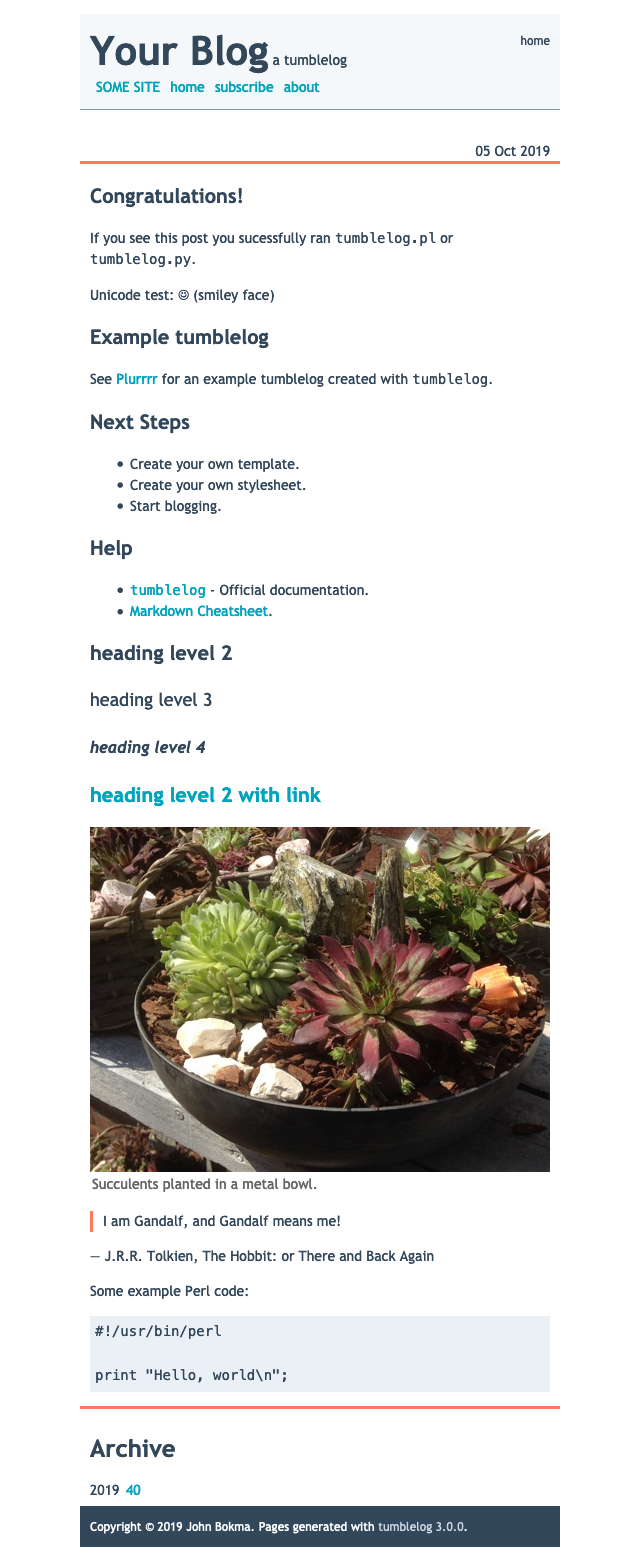 Your Blog a tumblelog
home
SOME SITE home subscribe about
05 Oct 2019
Congratulations!
If you see this post you sucessfully ran tumblelog.pl or
tumblelog.py.
Unicode test: ☺ (smiley face)
Example tumblelog
See Plurrrr for an example tumblelog created with tumblelog.
Next Steps
• Create your own template.
• Create your own stylesheet.
• Start blogging.
Help
• tumblelog - Official documentation.
• Markdown Cheatsheet.
heading level 2
heading level 3
heading level 4
heading level 2 with link
Succulents planted in a metal bowl.
I am Gandalf, and Gandalf means me!
— J.R.R. Tolkien, The Hobbit: or There and Back Again
Some example Perl code:
#!/usr/bin/perl
print "Hello, world\n";
Archive
2019 40
Copyright © 2019 John Bokma. Pages generated with tumblelog 3.0.0.